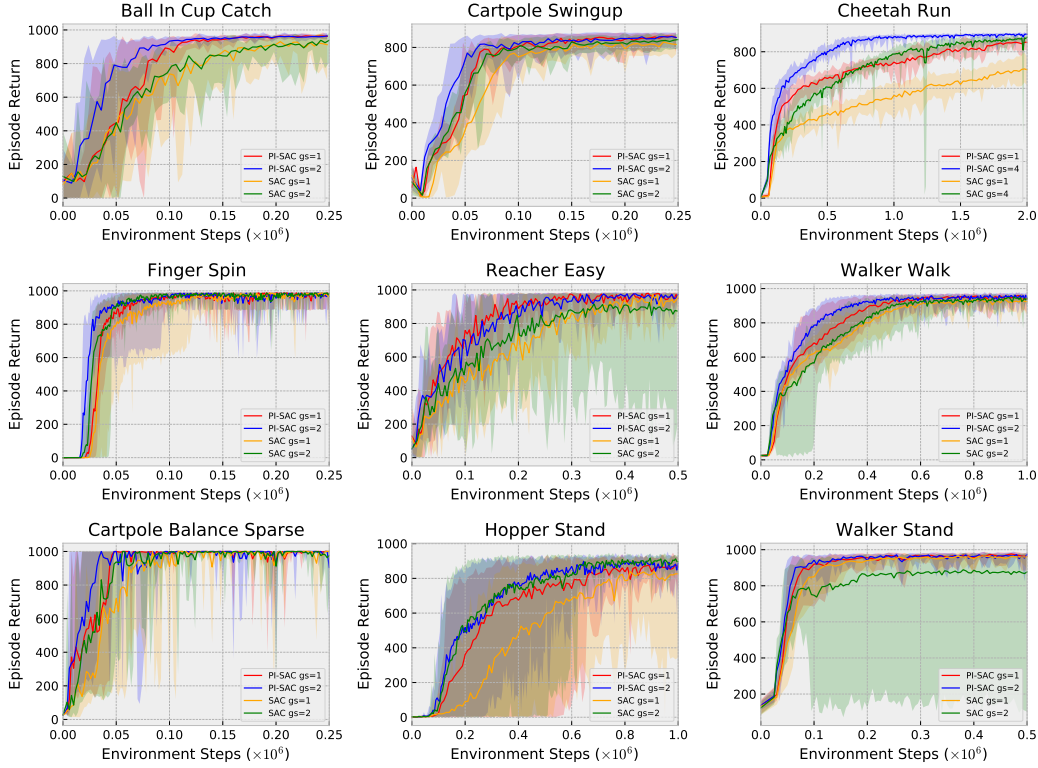 Ball In Cup Catch
Episode Return
1000
800
600
400
200
0
PI-SAC gs=1
PI-SAC gs=2
SAC gs=1
SAC gs=2
0.00 0.05 0.10 0.15 0.20 0.25
Environment Steps (×10⁶)
Cartpole Swingup
Episode Return
800
600
400
200
0
PI-SAC gs=1
PI-SAC gs=2
SAC gs=1
SAC gs=2
0.00 0.05 0.10 0.15 0.20 0.25
Environment Steps (×10⁶)
Cheetah Run
Episode Return
800
600
400
200
0
PI-SAC gs=1
PI-SAC gs=4
SAC gs=1
SAC gs=4
0.0 0.5 1.0 1.5 2.0
Environment Steps (×10⁶)
Finger Spin
Episode Return
1000
800
600
400
200
0
PI-SAC gs=1
PI-SAC gs=2
SAC gs=1
SAC gs=2
0.00 0.05 0.10 0.15 0.20 0.25
Environment Steps (×10⁶)
Reacher Easy
Episode Return
1000
800
600
400
200
0
PI-SAC gs=1
PI-SAC gs=2
SAC gs=1
SAC gs=2
0.0 0.1 0.2 0.3 0.4 0.5
Environment Steps (×10⁶)
Walker Walk
Episode Return
1000
800
600
400
200
0
PI-SAC gs=1
PI-SAC gs=2
SAC gs=1
SAC gs=2
0.0 0.2 0.4 0.6 0.8 1.0
Environment Steps (×10⁶)
Cartpole Balance Sparse
Episode Return
1000
800
600
400
200
0
PI-SAC gs=1
PI-SAC gs=2
SAC gs=1
SAC gs=2
0.00 0.05 0.10 0.15 0.20 0.25
Environment Steps (×10⁶)
Hopper Stand
Episode Return
1000
800
600
400
200
0
PI-SAC gs=1
PI-SAC gs=2
SAC gs=1
SAC gs=2
0.0 0.2 0.4 0.6 0.8 1.0
Environment Steps (×10⁶)
Walker Stand
Episode Return
1000
800
600
400
200
PI-SAC gs=1
PI-SAC gs=2
SAC gs=1
SAC gs=2
0.0 0.1 0.2 0.3 0.4 0.5
Environment Steps (×10⁶)